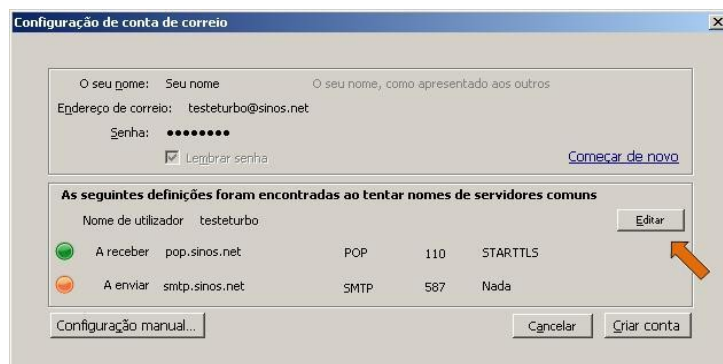 Configuração de conta de correio
O seu nome: Seu nome O seu nome, como apresentado aos outros
Endereço de correio: testeturbo@sinos.net
Senha: ●●●●●●●●
Lembrar senha Começar de novo
As seguintes definições foram encontradas ao tentar nomes de servidores comuns
Nome de utilizador testeturbo Editar
A receber pop.sinos.net POP 110 STARTTLS
A enviar smtp.sinos.net SMTP 587 Nada
Configuração manual... Cancelar Criar conta